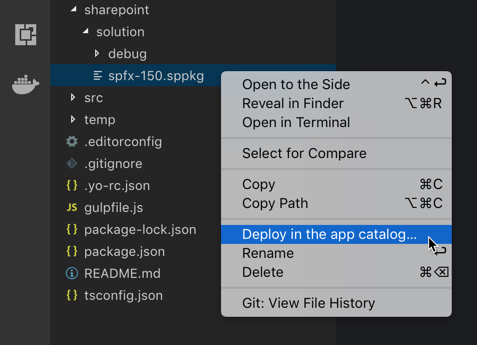 sharepoint
solution
debug
spfx-150.sppkg
src
temp
.editorconfig
.gitignore
.yo-rc.json
JS gulpfile.js
package-lock.json
package.json
README.md
tsconfig.json
Open to the Side ^↩
Reveal in Finder ⌥⌘R
Open in Terminal
Select for Compare
Copy ⌘C
Copy Path ⌥⌘C
Deploy in the app catalog...
Rename ↩
Delete ⌘⌫
Git: View File History